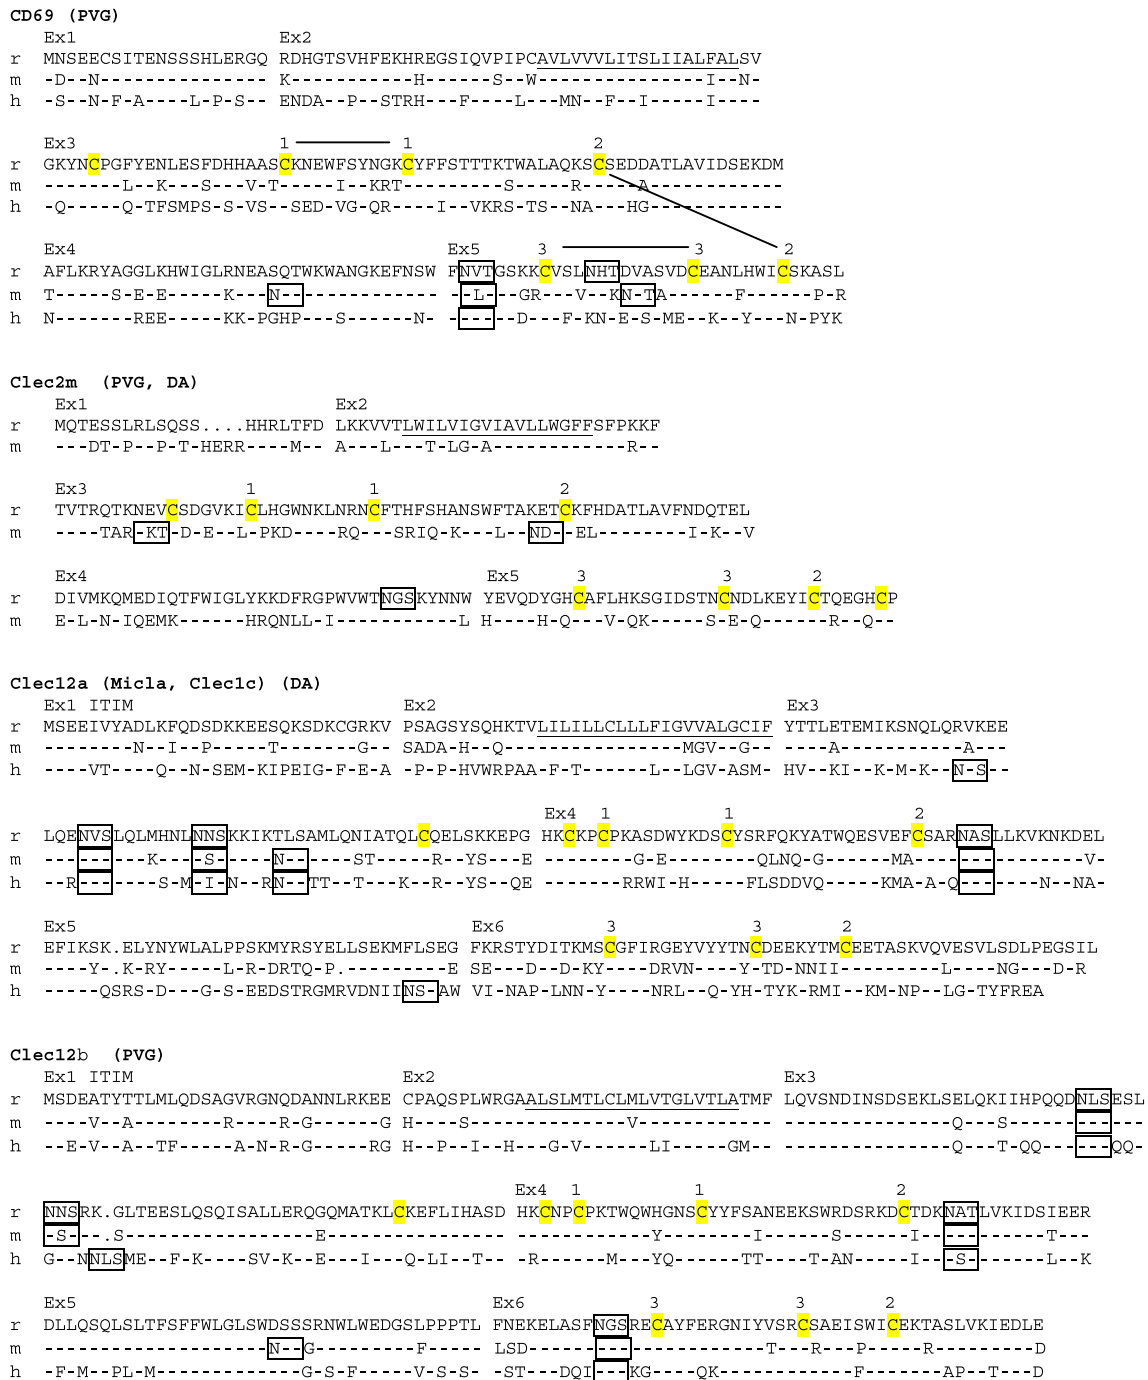 CD69 (PVG)
Ex1 Ex2
r MNSEECSITENSSSHLERGQ RDHGTSVHFEKHREGSIQVPIPCAVLVVVLITSLIIALFALSV
m -D--N--------------- K-----------H------S--W---------------I--N-
h -S--N-F-A----L-P-S-- ENDA--P--STRH---F----L---MN--F--I-----I----
Ex3 1 1 2
r GKYNCPGFYENLESFDHHAASCKNEWFSYNGKCYFFSTTTKTWALAQKSCSEDDATLAVIDSEKDM
m -------L--K---S---V-T-----I--KRT---------S-----R-----A------------
h -Q-----Q-TFSMPS-S--VS--SED-VG-QR----I--VKRS-TS--NA---HG------------
Ex4 Ex5 3 3 2
r AFLKRYAGGLKHWIGLRNEASQTWKWANGKEFNSW FNVTGSKKCVSLNHTDVASVDCEANLHWICSKASL
m T-----S-E-E-----K---N-------------- --L---GR---V--KN-TA------F------P-R
h N-------REE-----KK-PGHP---S------N- -----D---F-KN-E-S-ME--K--Y---N-PYK
Clec2m (PVG, DA)
Ex1 Ex2
r MQTESSLRLSQSS....HHRLTFD LKKVVTLWILVIGVIAVLLWGFFSFPKKF
m ---DT-P--P-T-HERR----M-- A---L---T-LG-A------------R--
Ex3 1 1 2
r TVTRQTKNEVCSDGVKICLHGWNKLNRNCFTHFSHANSWFTAKETCKFHDATLAVFNDQTEL
m ----TAR-KT-D-E--L-PKD----RQ---SRIQ-K---L--ND--EL--------I-K--V
Ex4 Ex5 3 3 2
r DIVMKQMEDIQTFWIGLYKKDFRGPWVWTNGSKYNNW YEVQDYGHCAFLHKSGIDSTNCNDLKEYICTQEGHCP
m E-L-N-IQEMK------HRQNLL-I-----------L H----H-Q---V-QK-----S-E-Q------R--Q--
Clec12a (Micla, Clec1c) (DA)
Ex1 ITIM Ex2 Ex3
r MSEEIVYADLKFQDSDKKEESQKSDKCGRKV PSAGSYSQHKTVLILILLCLLLLFIGVVALGCIF YTTLETEMIKSNQLQRVKEE
m --------N--I--P-----T-------G-- SADA-H--Q----------------MGV--G-- ----A-----------A---
h ----VT----Q--N-SEM-KIPEIG-F-E-A -P-P-HVWRPAA-F-T------L--LGV-ASM- HV--KI--K-M-K--N-S--
Ex4 1 1 2
r LQENVSLQLMHNLNNSKKIKTLSAMLQNIATQLCQELSKKEPG HKCKPCPKASDWYKDSCYSRFQKYATWQESVEFCSARNASLLKVKNKDEL
m ---------K----S-----N------ST-----R--YS---E --------G-E--------QLNQ-G------MA-------------V-
h --R-------S-M-I-N--RN--TT--T---K--R--YS--QE -------RRWI-H-----FLSDDVQ-----KMA-A-Q-------N--NA-
Ex5 Ex6 3 3 2
r EFIKSK.ELYNYWLALPPSKMYRSYELLSEKMFLSEG FKRSTYDITKMSCGFIRGEYVYYTNCDEEKYTMCEETASKVQVESVLSDLPEGSIL
m ----Y-.K-RY-----L-R-DRTQ-P.---------E SE---D--D-KY----DRVN----Y-TD-NNII---------L----NG---D-R
h -----QSRS-D---G-S-EEDSTRGMRVDNIINS-AW VI-NAP-LNN-Y----NRL--Q-YH-TYK-RMI--KM-NP--LG-TYFREA
Clec12b (PVG)
Ex1 ITIM Ex2 Ex3
r MSDEATYTTLMLQDSAGVRGNQDANNLRKEE CPAQSPLWRGAALSLMTLCLMLVTGLVTLATMF LQVSNDINSDSEKLSELQKIIHPQQDNLSESL
m ----V--A--------R----R-G------G H----S--------------V------------ ---------------Q---S------------
h --E-V--A--TF-----A-N-R-G-----RG H--P---I--H---G-V------LI-----GM- ---------------Q---T-QQ------QQ-
Ex4 1 1 2
r NNSRK.GLTEESLQSQISALLERQGQMATKLCKEFLIHASD HKCNPCPKTWQWHGNSCYYFSANEEKSWRDSRKDCTDKNATLVKIDSIEER
m -S---.S-----------------E---------------- ------------Y--------I------S------I-----------T---
h G--NNLSME--F-K----SV-K--E---I---Q-LI--T-- -R------M---YQ------TT--T-AN-----I---S-------L--K
Ex5 Ex6 3 3 2
r DLLQSQLSLTFSFFWLGLSWDSSSRNWLWEDGSLPPPTL FNEKELASFNGSRECAYFERGNIYVSRCSAEISWICEKTASLVKIEDLE
m --------------------N--G---------F----- LSD---------------------T---R---P-----R---------D
h -F-M--PL-M-------------G-S-F-----V-S-S- -ST--DQI---KG----QK------------F-------AP--T--D